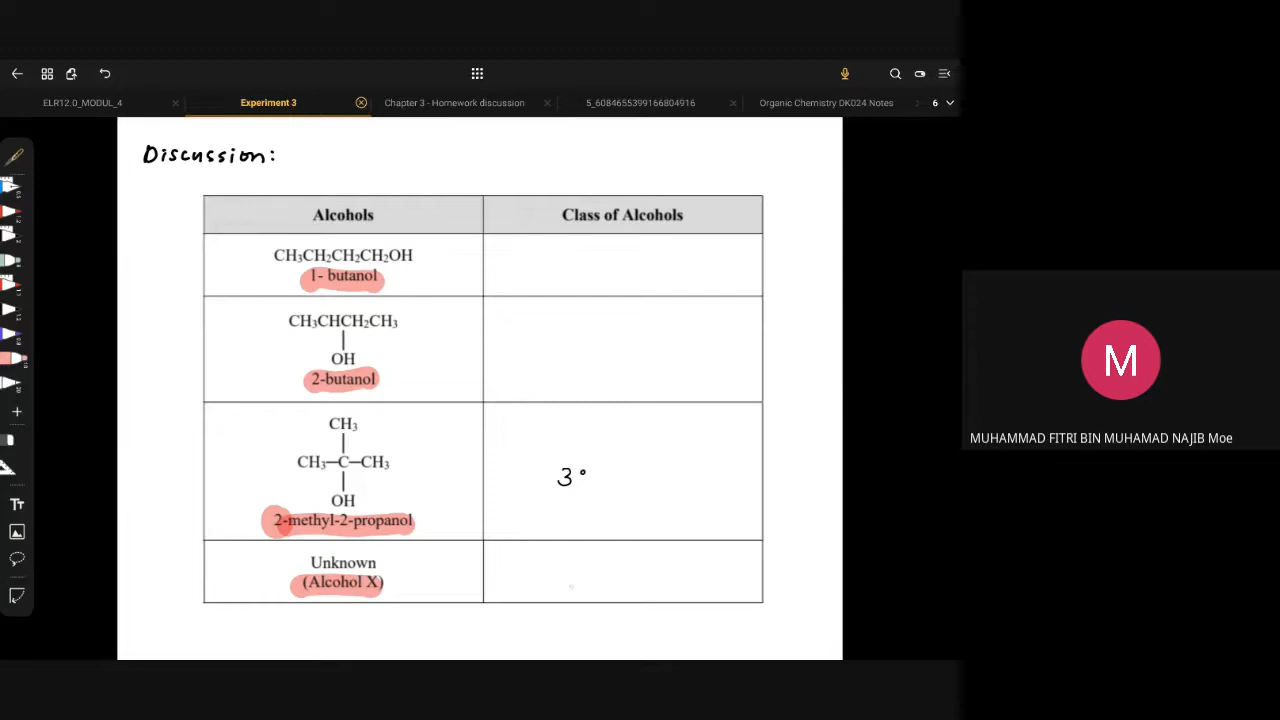 ELR12.0_MODUL_4
Experiment 3
Chapter 3 - Homework discussion
5_6084655399166804916
Organic Chemistry DK024 Notes
6
Discussion:
Alcohols
Class of Alcohols
CH₃CH₂CH₂CH₂OH
1- butanol
CH₃CHCH₂CH₃
OH
2-butanol
CH₃
CH₃—C—CH₃
OH
2-methyl-2-propanol
3°
Unknown
(Alcohol X)
Tт
M
MUHAMMAD FITRI BIN MUHAMAD NAJIB Moe